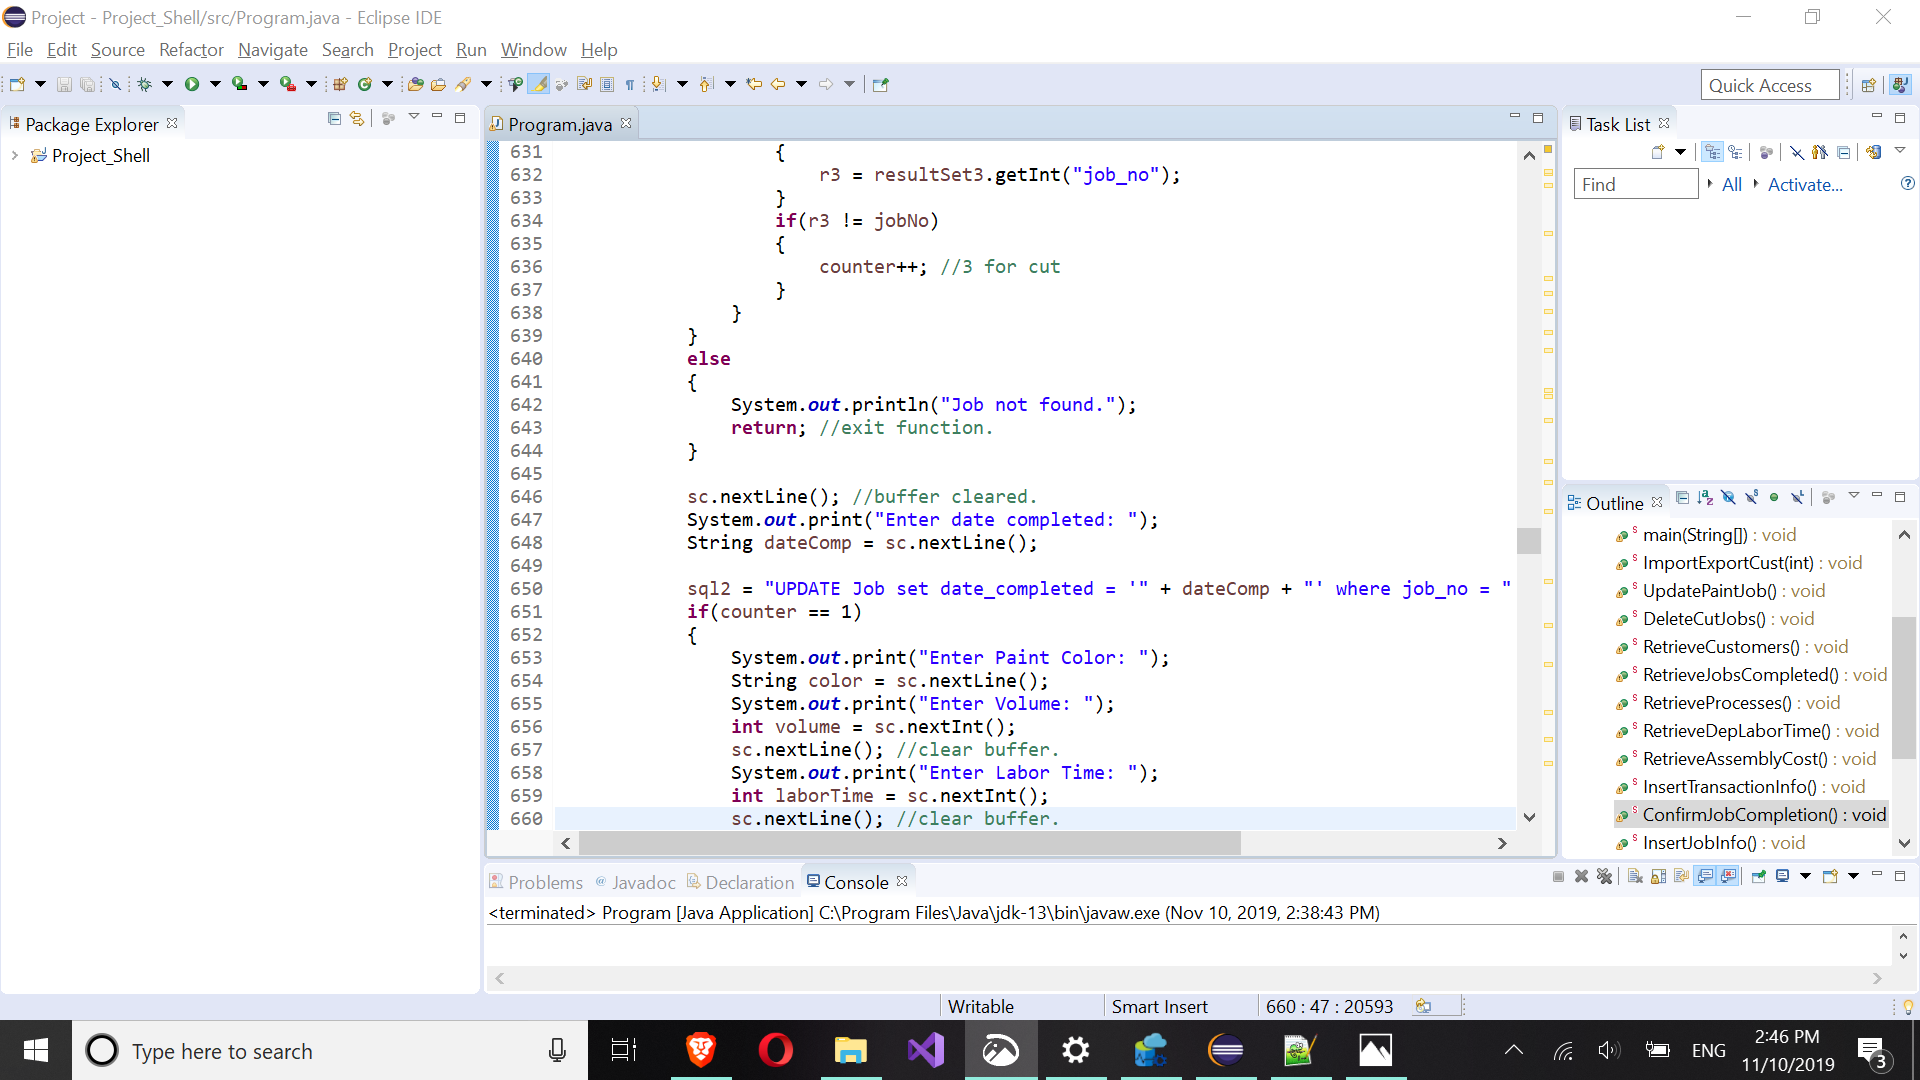 Project - Project_Shell/src/Program.java - Eclipse IDE
File Edit Source Refactor Navigate Search Project Run Window Help
Quick Access
Package Explorer
Project_Shell
Program.java
631 {
632 r3 = resultSet3.getInt("job_no");
633 }
634 if(r3 != jobNo)
635 {
636 counter++; //3 for cut
637 }
638 }
639 }
640 else
641 {
642 System.out.println("Job not found.");
643 return; //exit function.
644 }
645
646 sc.nextLine(); //buffer cleared.
647 System.out.print("Enter date completed: ");
648 String dateComp = sc.nextLine();
649
650 sql2 = "UPDATE Job set date_completed = '" + dateComp + "' where job_no = "
651 if(counter == 1)
652 {
653 System.out.print("Enter Paint Color: ");
654 String color = sc.nextLine();
655 System.out.print("Enter Volume: ");
656 int volume = sc.nextInt();
657 sc.nextLine(); //clear buffer.
658 System.out.print("Enter Labor Time: ");
659 int laborTime = sc.nextInt();
660 sc.nextLine(); //clear buffer.
Task List
Find All Activate...
Outline
main(String[]) : void
ImportExportCust(int) : void
UpdatePaintJob() : void
DeleteCutJobs() : void
RetrieveCustomers() : void
RetrieveJobsCompleted() : void
RetrieveProcesses() : void
RetrieveDepLaborTime() : void
RetrieveAssemblyCost() : void
InsertTransactionInfo() : void
ConfirmJobCompletion() : void
InsertJobInfo() : void
Problems @ Javadoc Declaration Console
<terminated> Program [Java Application] C:\Program Files\Java\jdk-13\bin\javaw.exe (Nov 10, 2019, 2:38:43 PM)
Writable Smart Insert 660 : 47 : 20593
Type here to search
ENG
2:46 PM
11/10/2019
3